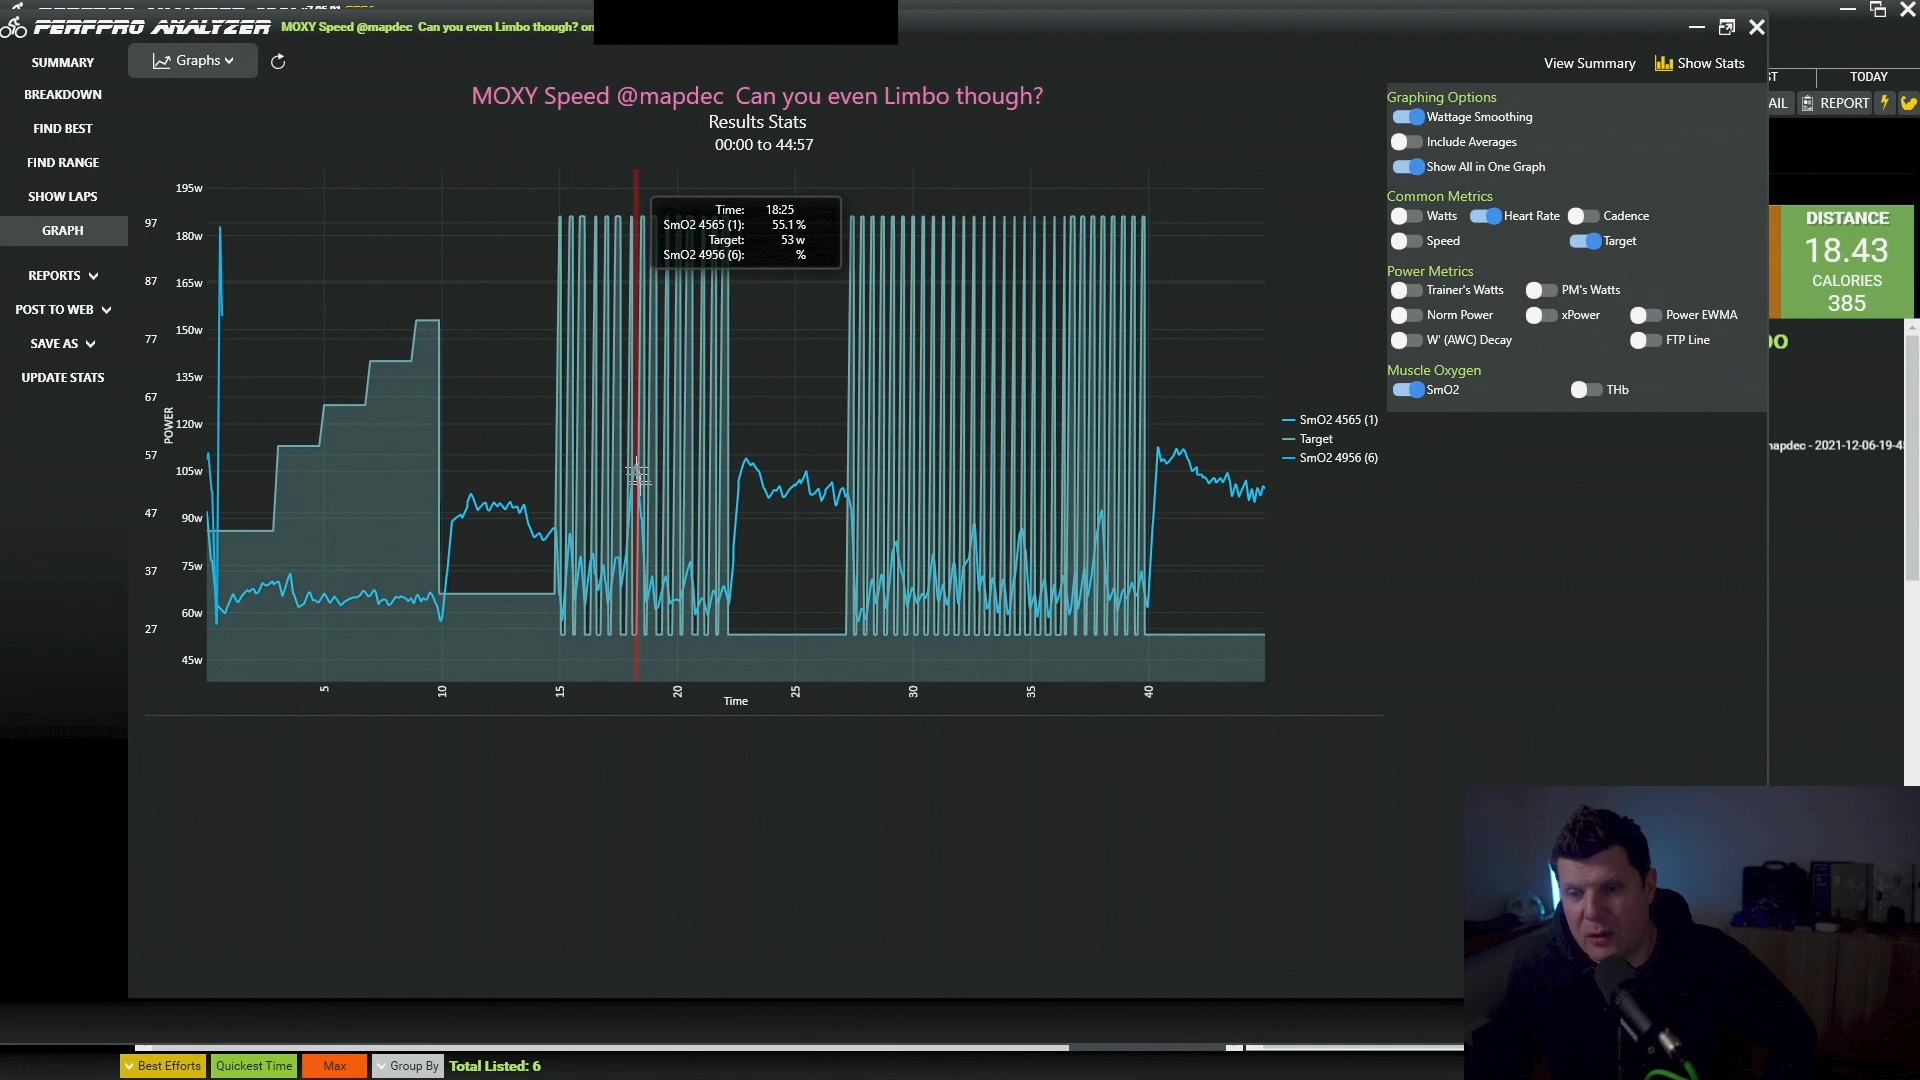 PERFPRO ANALYZER
MOXY Speed @mapdec Can you even Limbo though? on
SUMMARY
BREAKDOWN
FIND BEST
FIND RANGE
SHOW LAPS
GRAPH
REPORTS
POST TO WEB
SAVE AS
UPDATE STATS
Graphs
View Summary
Show Stats
MOXY Speed @mapdec Can you even Limbo though?
Results Stats
00:00 to 44:57
Time: 18:25
SmO2 4565 (1): 55.1 %
Target: 53 w
SmO2 4956 (6): %
97
87
77
67
57
47
37
27
POWER
195w
180w
165w
150w
135w
120w
105w
90w
75w
60w
45w
5
10
15
20
25
30
35
40
Time
SmO2 4565 (1)
Target
SmO2 4956 (6)
Graphing Options
Wattage Smoothing
Include Averages
Show All in One Graph
Common Metrics
Watts
Heart Rate
Cadence
Speed
Target
Power Metrics
Trainer's Watts
PM's Watts
Norm Power
xPower
Power EWMA
W' (AWC) Decay
FTP Line
Muscle Oxygen
SmO2
THb
ST
TODAY
AIL
REPORT
DISTANCE
18.43
CALORIES
385
bo
mapdec - 2021-12-06-19-4
Best Efforts
Quickest Time
Max
Group By
Total Listed: 6